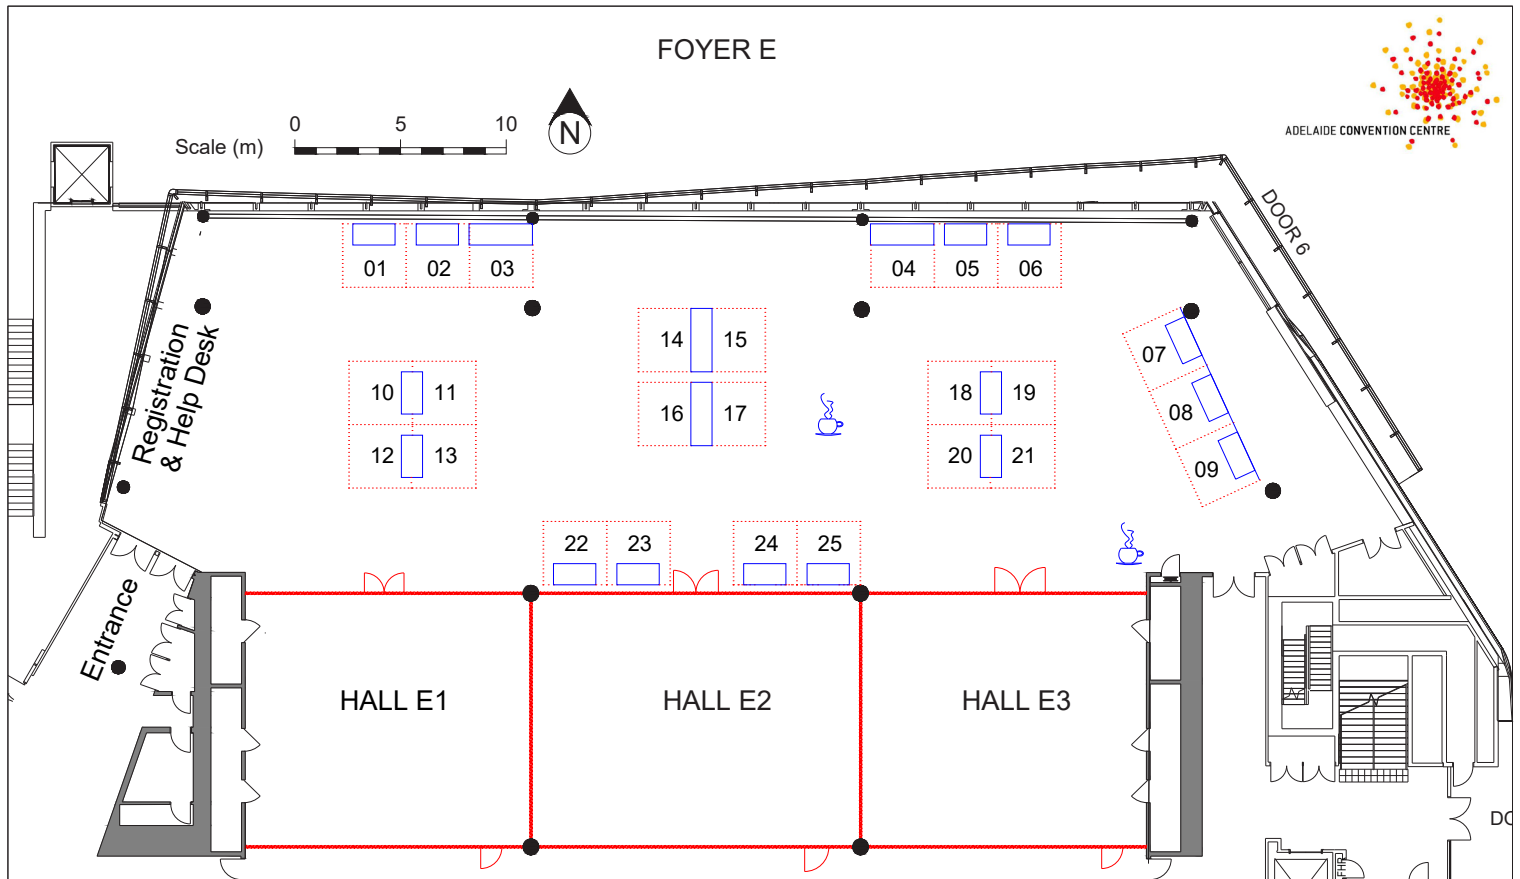 FOYER E
ADELAIDE CONVENTION CENTRE
0 5 10
Scale (m)
N
DOOR 6
01 02 03
04 05 06
Registration
& Help Desk
14 15
07
10 11
18 19
16 17
08
12 13
20 21
09
22 23 24 25
Entrance
HALL E1
HALL E2
HALL E3
DO
FHR